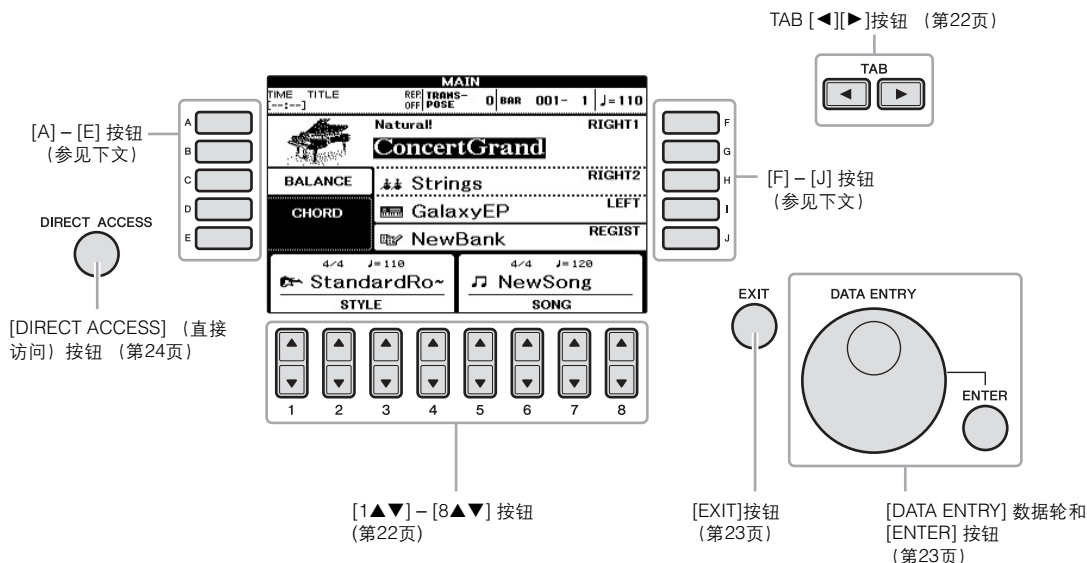 TAB [◄][►]按钮 (第22页)
TAB
◄ ►
MAIN
TIME TITLE REP. OFF TRANS-POSE 0 BAR 001- 1 ♩=110
[--:--]
[A] – [E] 按钮
(参见下文)
A
B
C
D
E
Natural!
RIGHT1
ConcertGrand
BALANCE
Strings
RIGHT2
CHORD
GalaxyEP
LEFT
NewBank
REGIST
4/4 ♩=110
StandardRo~
STYLE
4/4 ♩=120
NewSong
SONG
F
G
H
I
J
[F] – [J] 按钮
(参见下文)
DIRECT ACCESS
[DIRECT ACCESS] (直接
访问) 按钮 (第24页)
▲ ▲ ▲ ▲ ▲ ▲ ▲ ▲
▼ ▼ ▼ ▼ ▼ ▼ ▼ ▼
1 2 3 4 5 6 7 8
EXIT
DATA ENTRY
ENTER
[1▲▼] – [8▲▼] 按钮
(第22页)
[EXIT]按钮
(第23页)
[DATA ENTRY] 数据轮和
[ENTER] 按钮
(第23页)